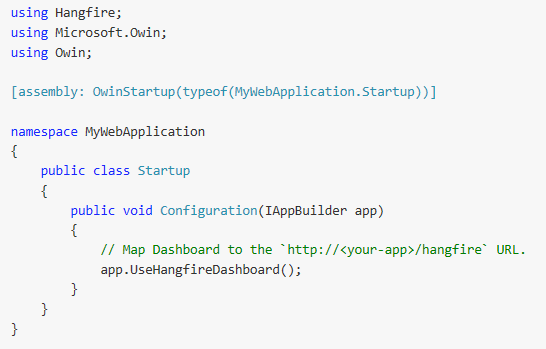 using Hangfire;
using Microsoft.Owin;
using Owin;

[assembly: OwinStartup(typeof(MyWebApplication.Startup))]

namespace MyWebApplication
{
    public class Startup
    {
        public void Configuration(IAppBuilder app)
        {
            // Map Dashboard to the `http://<your-app>/hangfire` URL.
            app.UseHangfireDashboard();
        }
    }
}